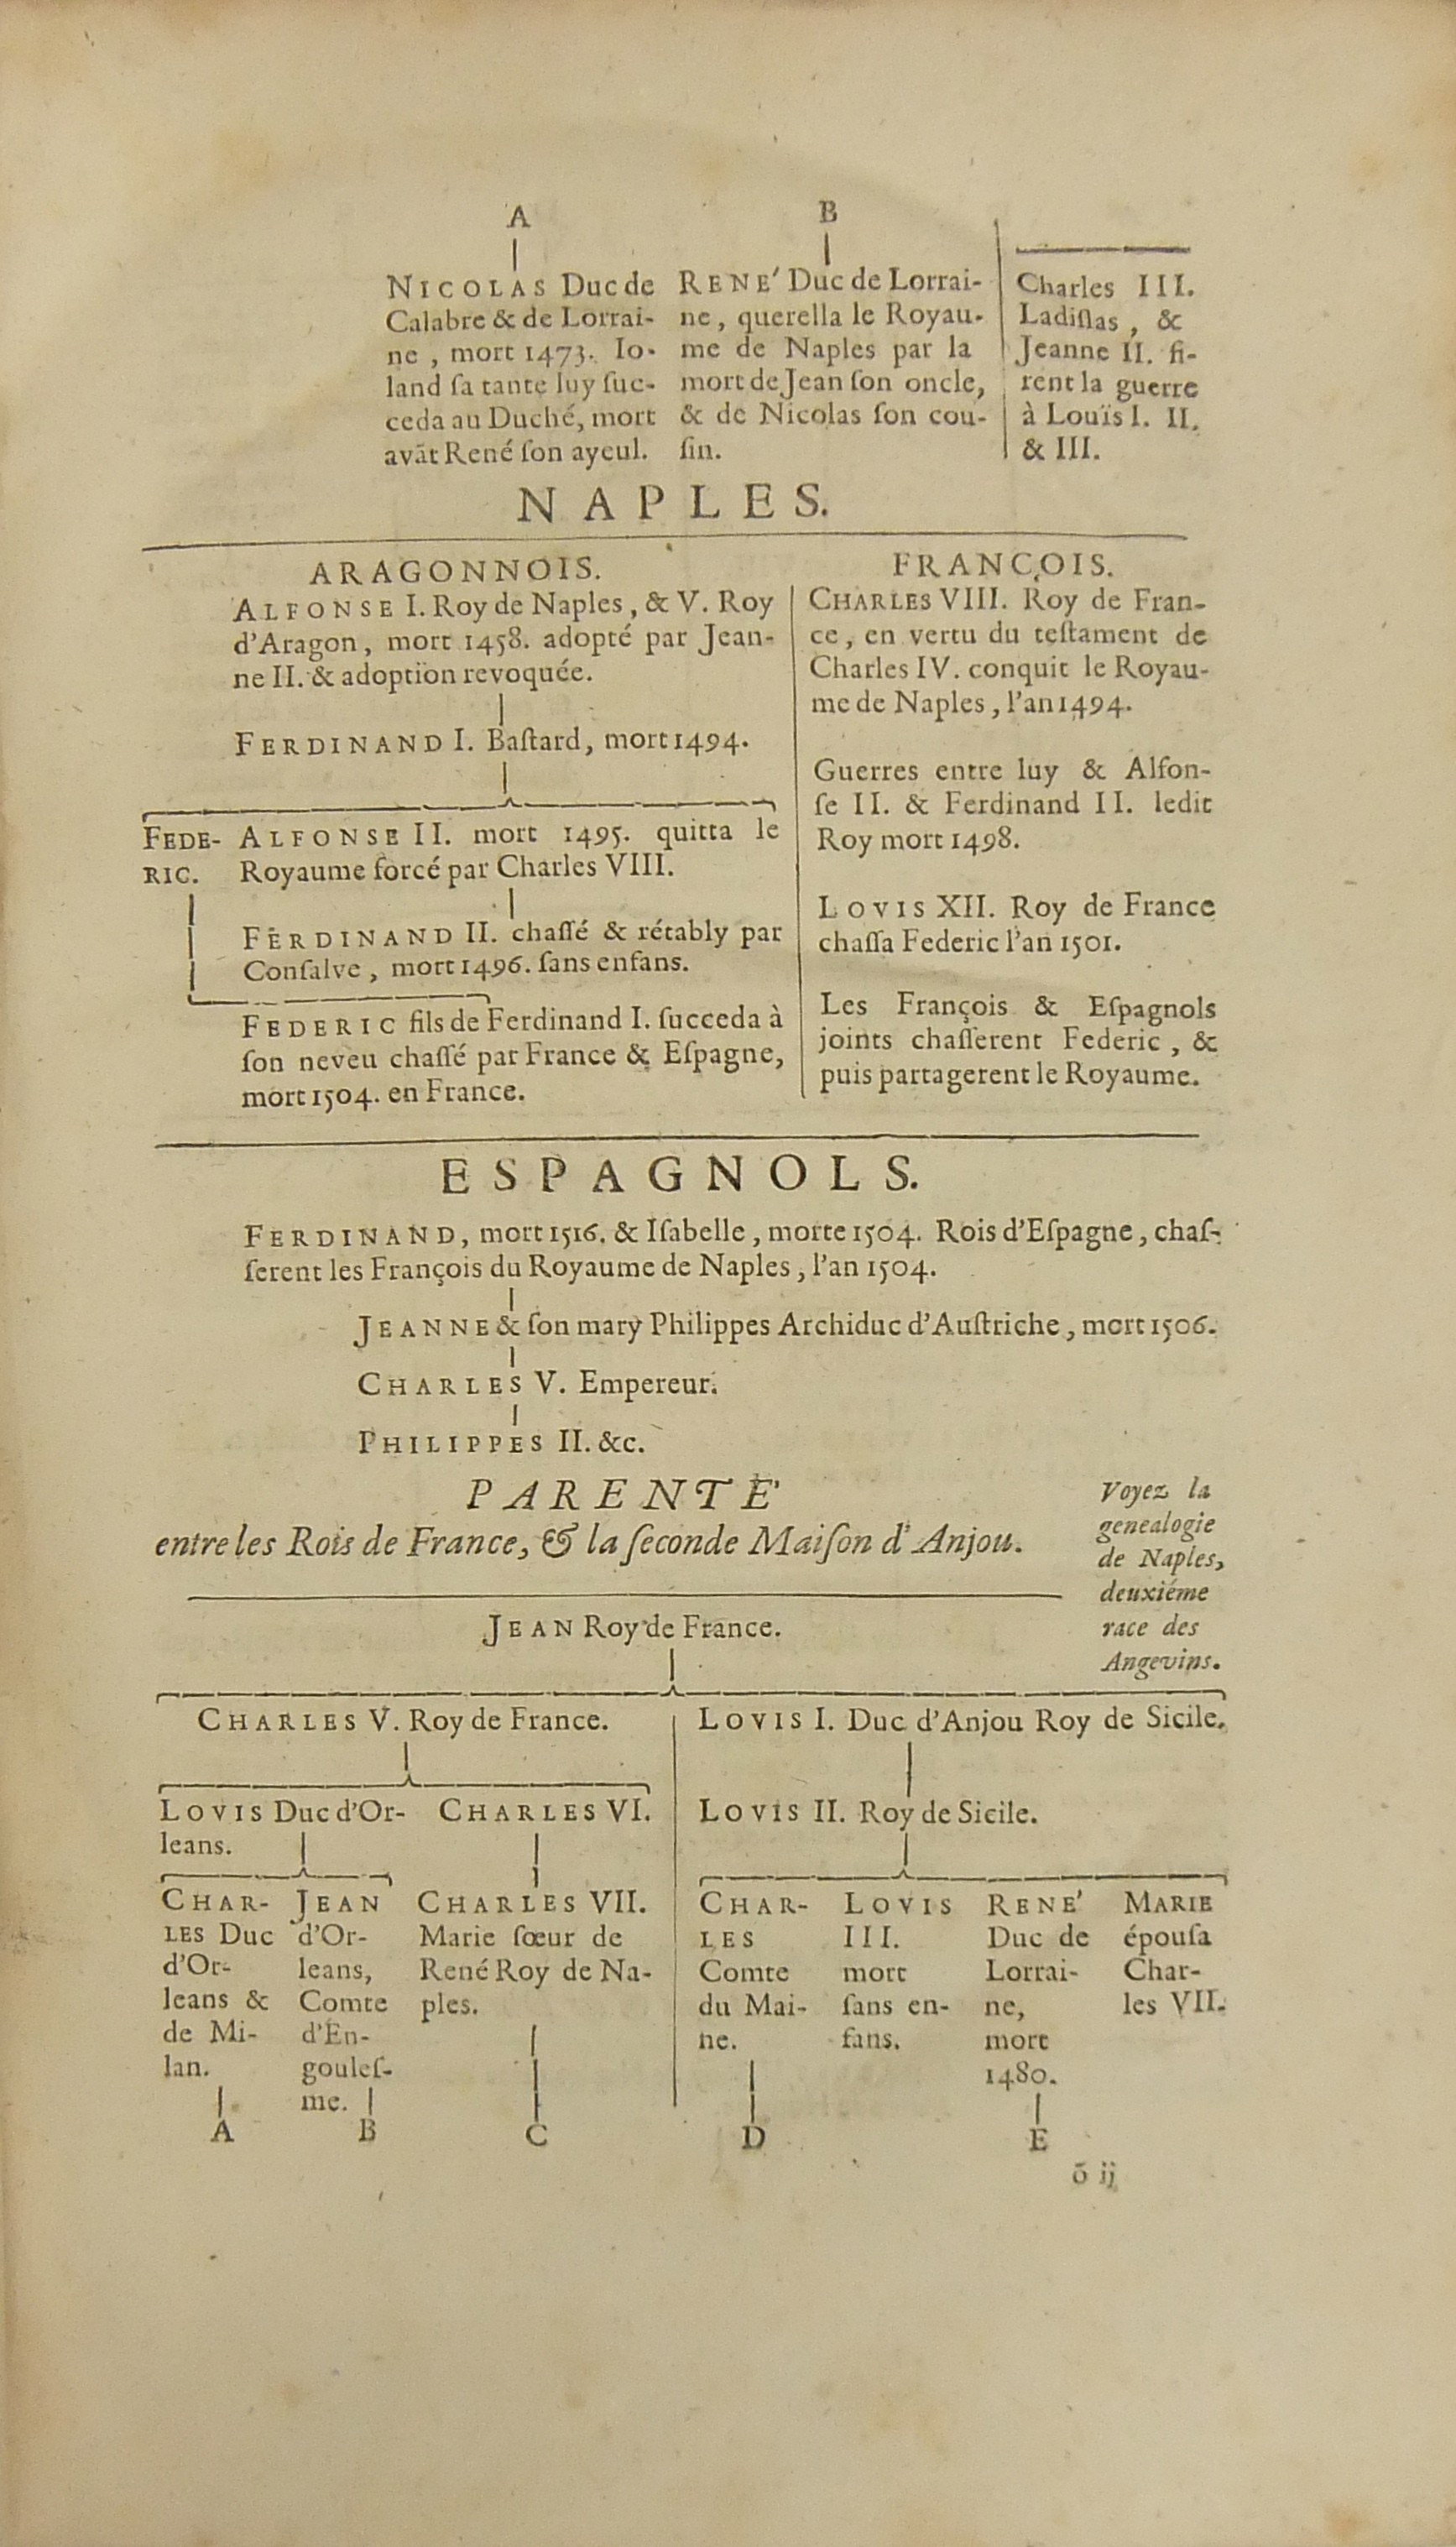 A
NICOLAS Duc de
Calabre & de Lorrai-
ne, mort 1473. Io-
land ſa tante luy ſuc-
ceda au Duché, mort
avāt René ſon ayeul.
B
RENE' Duc de Lorrai-
ne, querella le Royau-
me de Naples par la
mort de Jean ſon oncle,
& de Nicolas ſon cou-
ſin.
Charles III.
Ladiſlas, &
Jeanne II. fi-
rent la guerre
à Louïs I. II.
& III.
NAPLES.
ARAGONNOIS.
ALFONSE I. Roy de Naples, & V. Roy
d'Aragon, mort 1458. adopté par Jean-
ne II. & adoption revoquée.
FERDINAND I. Baſtard, mort 1494.
FEDE-
RIC.
ALFONSE II. mort 1495. quitta le
Royaume forcé par Charles VIII.
FERDINAND II. chaſſé & rétably par
Conſalve, mort 1496. ſans enfans.
FEDERIC fils de Ferdinand I. ſucceda à
ſon neveu chaſſé par France & Eſpagne,
mort 1504. en France.
FRANÇOIS.
CHARLES VIII. Roy de Fran-
ce, en vertu du teſtament de
Charles IV. conquit le Royau-
me de Naples, l'an 1494.
Guerres entre luy & Alfon-
ſe II. & Ferdinand II. ledit
Roy mort 1498.
LOVIS XII. Roy de France
chaſſa Federic l'an 1501.
Les François & Eſpagnols
joints chaſſerent Federic, &
puis partagerent le Royaume.
ESPAGNOLS.
FERDINAND, mort 1516. & Iſabelle, morte 1504. Rois d'Eſpagne, chaſ-
ſerent les François du Royaume de Naples, l'an 1504.
JEANNE & ſon mary Philippes Archiduc d'Auſtriche, mort 1506.
CHARLES V. Empereur.
PHILIPPES II. &c.
PARENTE'
entre les Rois de France, & la ſeconde Maiſon d'Anjou.
Voyez la
genealogie
de Naples,
deuxiéme
race des
Angevins.
JEAN Roy de France.
CHARLES V. Roy de France.
LOVIS I. Duc d'Anjou Roy de Sicile.
LOVIS Duc d'Or-
leans.
CHARLES VI.
LOVIS II. Roy de Sicile.
CHAR-
LES Duc
d'Or-
leans &
de Mi-
lan.
A
JEAN
d'Or-
leans,
Comte
d'En-
gouleſ-
me.
B
CHARLES VII.
Marie ſœur de
René Roy de Na-
ples.
C
CHAR-
LES
Comte
du Mai-
ne.
D
LOVIS
III.
mort
ſans en-
fans.
RENE'
Duc de
Lorrai-
ne,
mort
1480.
E
MARIE
épouſa
Char-
les VII.
õ ij